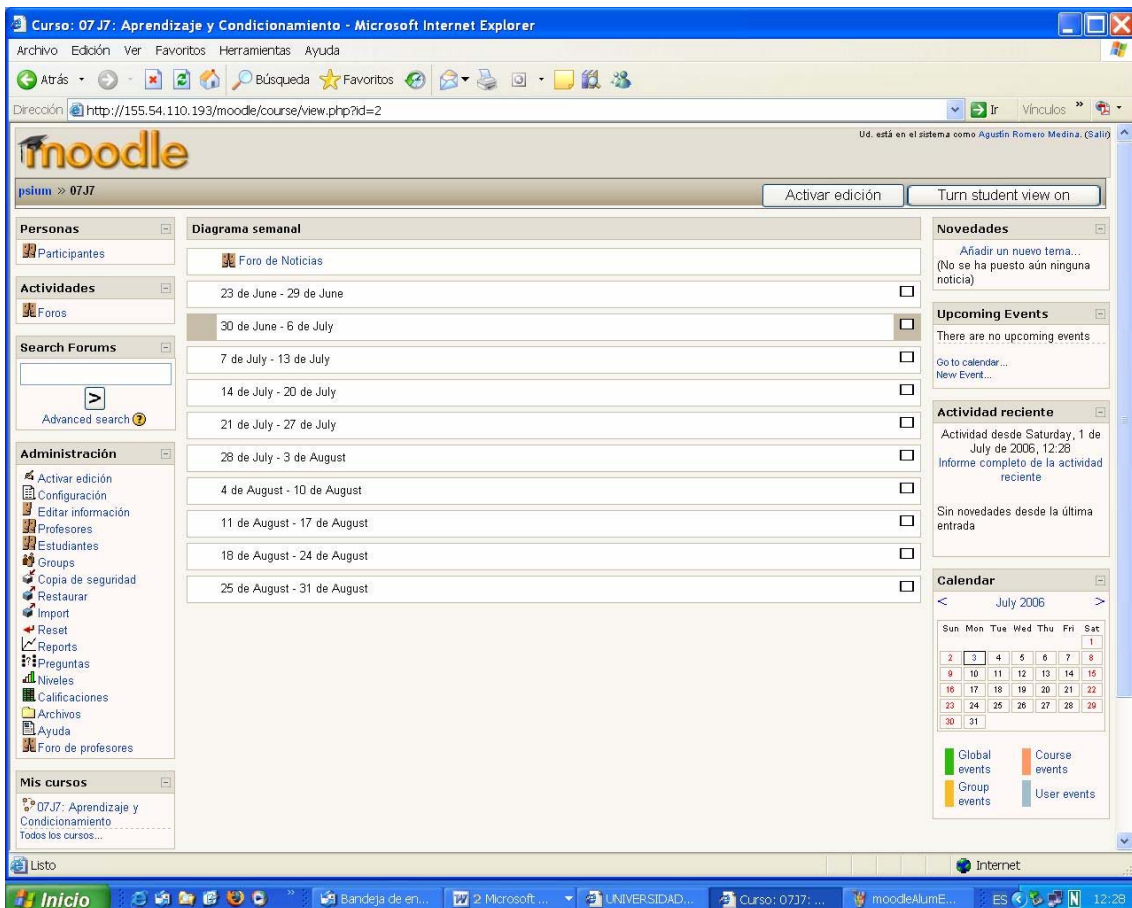 Curso: 07J7: Aprendizaje y Condicionamiento - Microsoft Internet Explorer
Archivo Edición Ver Favoritos Herramientas Ayuda
Atrás Búsqueda Favoritos
Dirección http://155.54.110.193/moodle/course/view.php?id=2 Ir Vínculos »
moodle
Ud. está en el sistema como Agustín Romero Medina. (Salir)
psium » 07J7
Activar edición
Turn student view on
Personas
Participantes
Actividades
Foros
Search Forums
>
Advanced search ?
Administración
Activar edición
Configuración
Editar información
Profesores
Estudiantes
Groups
Copia de seguridad
Restaurar
Import
Reset
Reports
Preguntas
Niveles
Calificaciones
Archivos
Ayuda
Foro de profesores
Mis cursos
07J7: Aprendizaje y
Condicionamiento
Todos los cursos...
Diagrama semanal
Foro de Noticias
23 de June - 29 de June
30 de June - 6 de July
7 de July - 13 de July
14 de July - 20 de July
21 de July - 27 de July
28 de July - 3 de August
4 de August - 10 de August
11 de August - 17 de August
18 de August - 24 de August
25 de August - 31 de August
Novedades
Añadir un nuevo tema...
(No se ha puesto aún ninguna
noticia)
Upcoming Events
There are no upcoming events
Go to calendar...
New Event...
Actividad reciente
Actividad desde Saturday, 1 de
July de 2006, 12:28
Informe completo de la actividad
reciente
Sin novedades desde la última
entrada
Calendar
< July 2006 >
Sun Mon Tue Wed Thu Fri Sat
1
2 3 4 5 6 7 8
9 10 11 12 13 14 15
16 17 18 19 20 21 22
23 24 25 26 27 28 29
30 31
Global
events
Course
events
Group
events
User events
Listo Internet
Inicio » Bandeja de en... 2 Microsoft ... UNIVERSIDAD... Curso: 07J7: ... moodleAlumE... ES 12:28